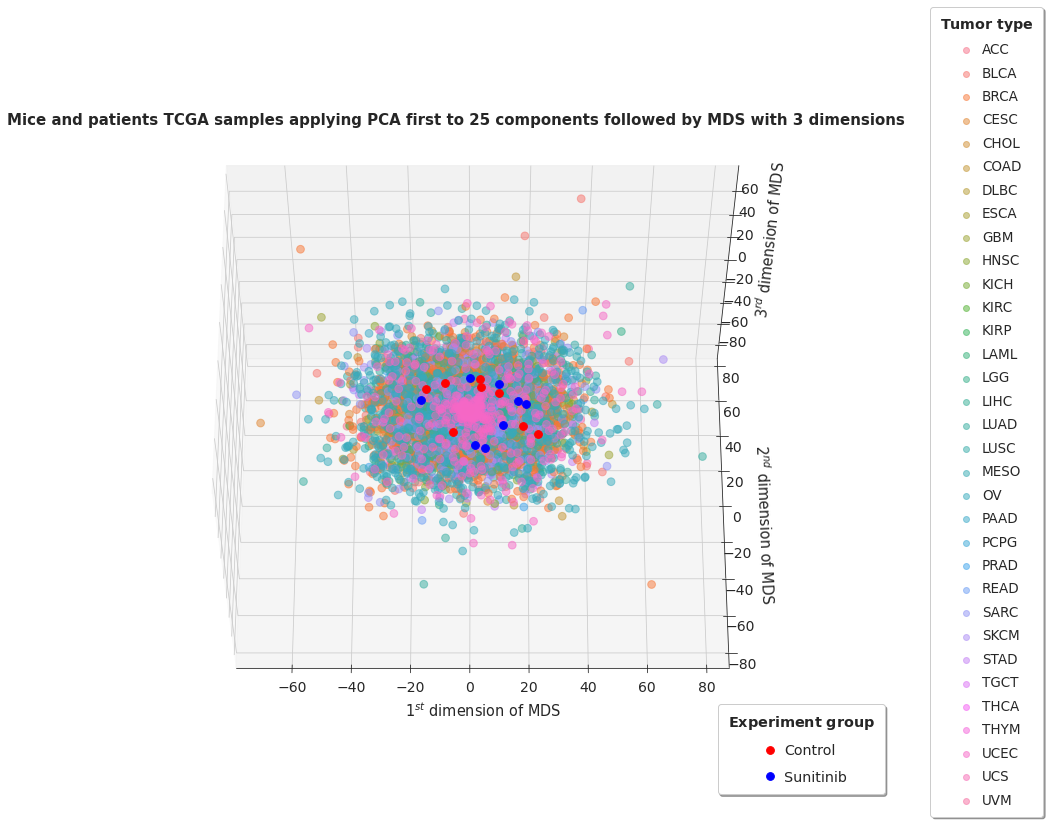 Mice and patients TCGA samples applying PCA first to 25 components followed by MDS with 3 dimensions
60
40
20
0
−20
−40
−60
−80
3rd dimension of MDS
80
60
40
20
0
−20
−40
−60
−80
2nd dimension of MDS
−60 −40 −20 0 20 40 60 80
1st dimension of MDS
Experiment group
Control
Sunitinib
Tumor type
ACC
BLCA
BRCA
CESC
CHOL
COAD
DLBC
ESCA
GBM
HNSC
KICH
KIRC
KIRP
LAML
LGG
LIHC
LUAD
LUSC
MESO
OV
PAAD
PCPG
PRAD
READ
SARC
SKCM
STAD
TGCT
THCA
THYM
UCEC
UCS
UVM